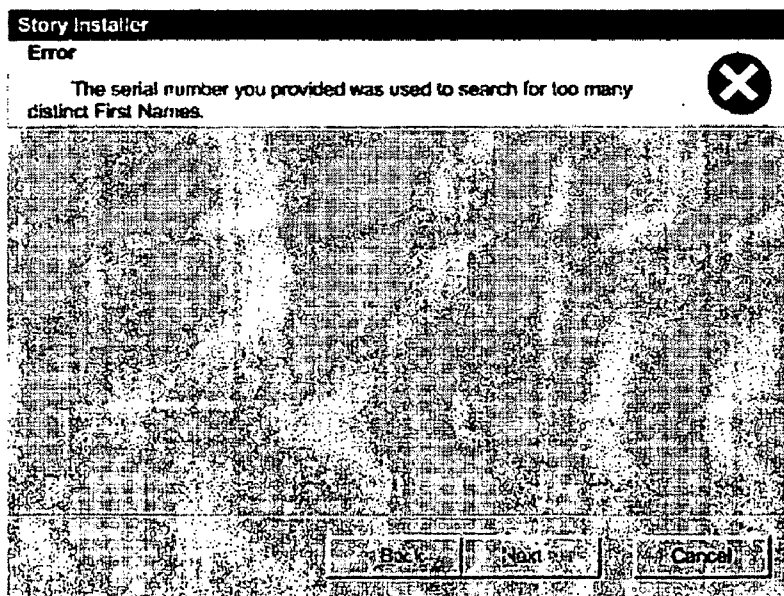 Story Installer
Error
The serial number you provided was used to search for too many
distinct First Names.
Back Next Cancel